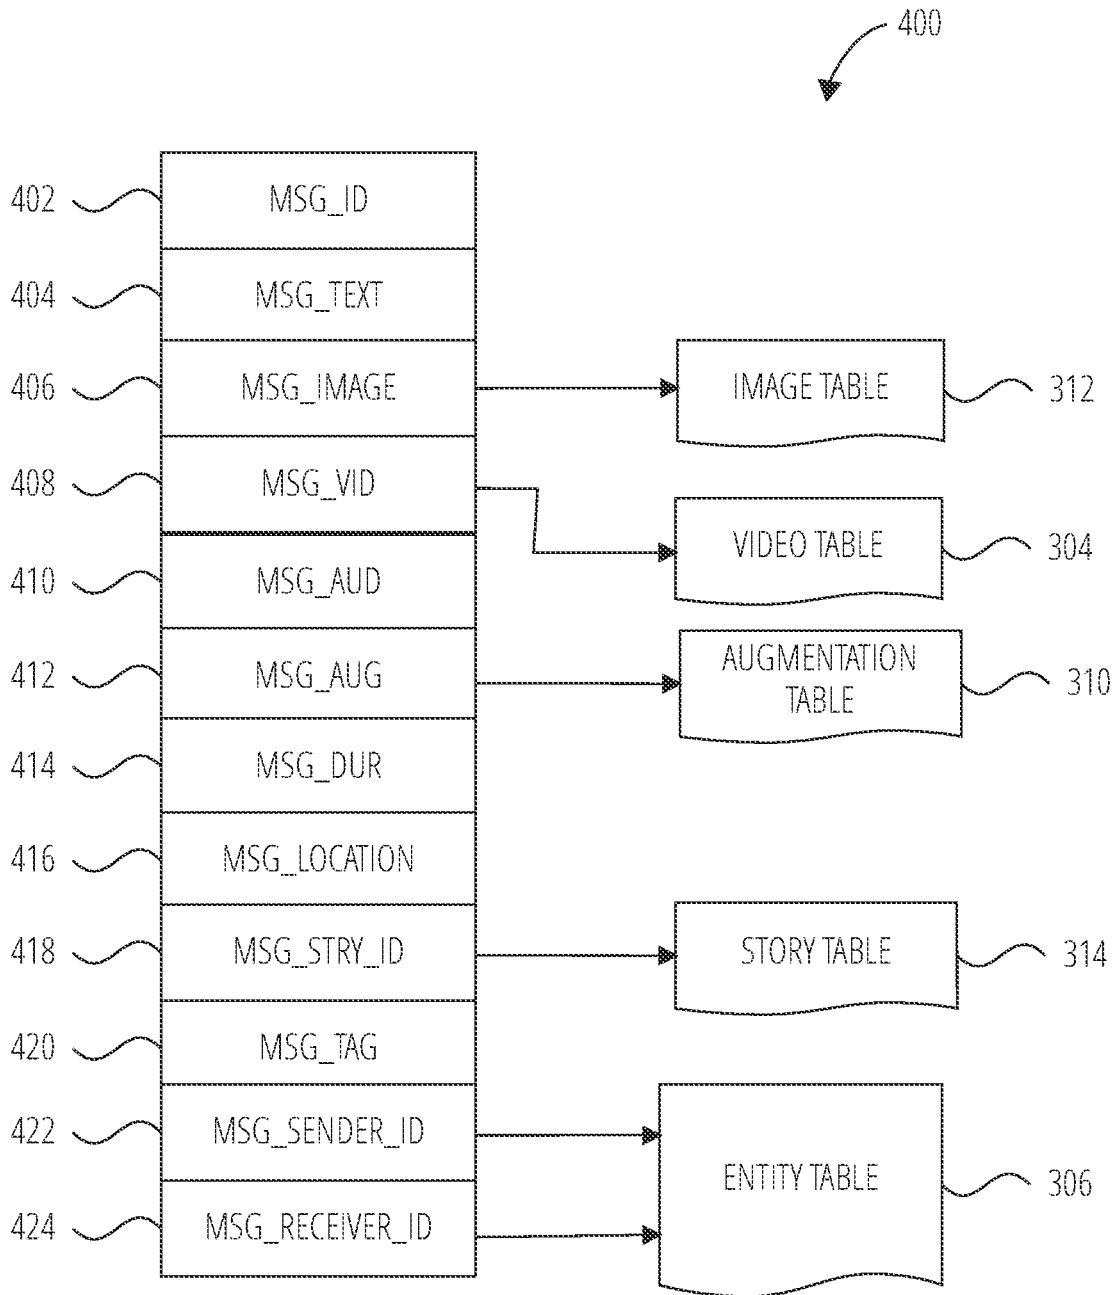 400
402 MSG_ID
404 MSG_TEXT
406 MSG_IMAGE IMAGE TABLE 312
408 MSG_VID VIDEO TABLE 304
410 MSG_AUD
412 MSG_AUG AUGMENTATION
TABLE 310
414 MSG_DUR
416 MSG_LOCATION
418 MSG_STRY_ID STORY TABLE 314
420 MSG_TAG
422 MSG_SENDER_ID
ENTITY TABLE 306
424 MSG_RECEIVER_ID